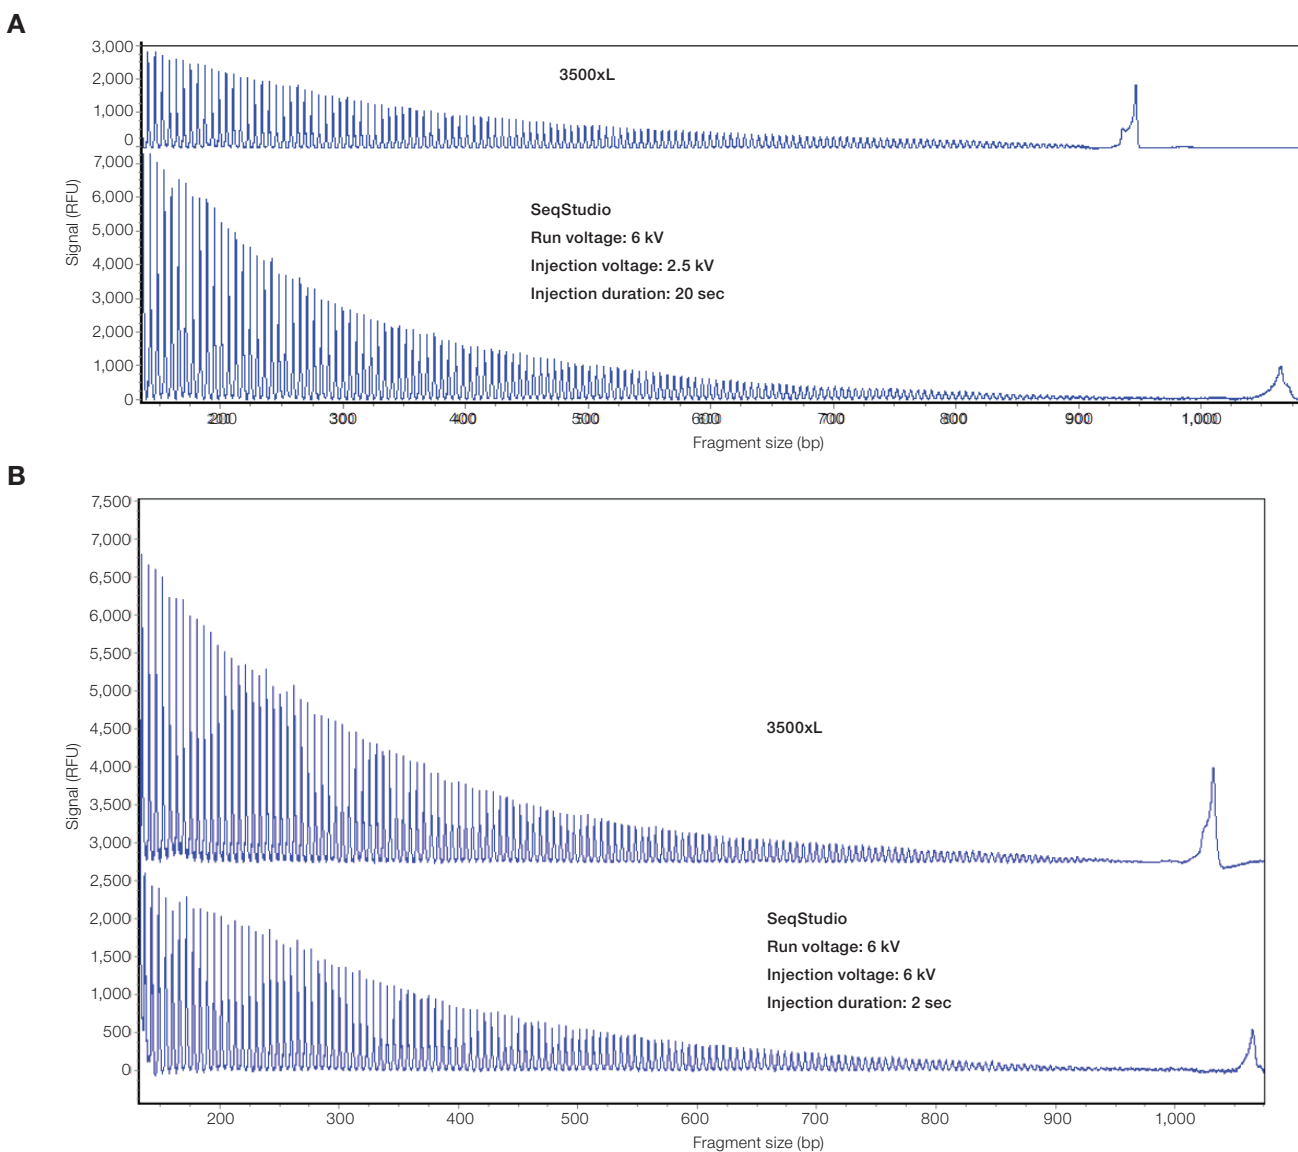 A
3,000
2,000
1,000
0
3500xL
7,000
6,000
5,000
4,000
3,000
2,000
1,000
0
Signal (RFU)
SeqStudio
Run voltage: 6 kV
Injection voltage: 2.5 kV
Injection duration: 20 sec
200 300 400 500 600 700 800 900 1,000
Fragment size (bp)
B
7,500
7,000
6,500
6,000
5,500
5,000
4,500
4,000
3,500
3,000
2,500
2,000
1,500
1,000
500
0
Signal (RFU)
3500xL
SeqStudio
Run voltage: 6 kV
Injection voltage: 6 kV
Injection duration: 2 sec
200 300 400 500 600 700 800 900 1,000
Fragment size (bp)